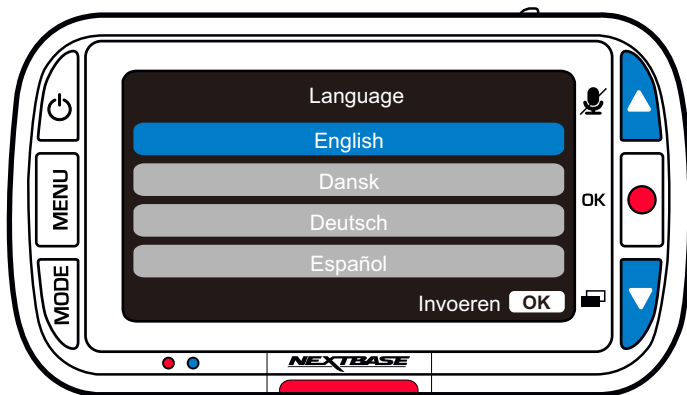 Language
English
Dansk
Deutsch
Español
Invoeren OK
MENU
MODE
OK
NEXTBASE